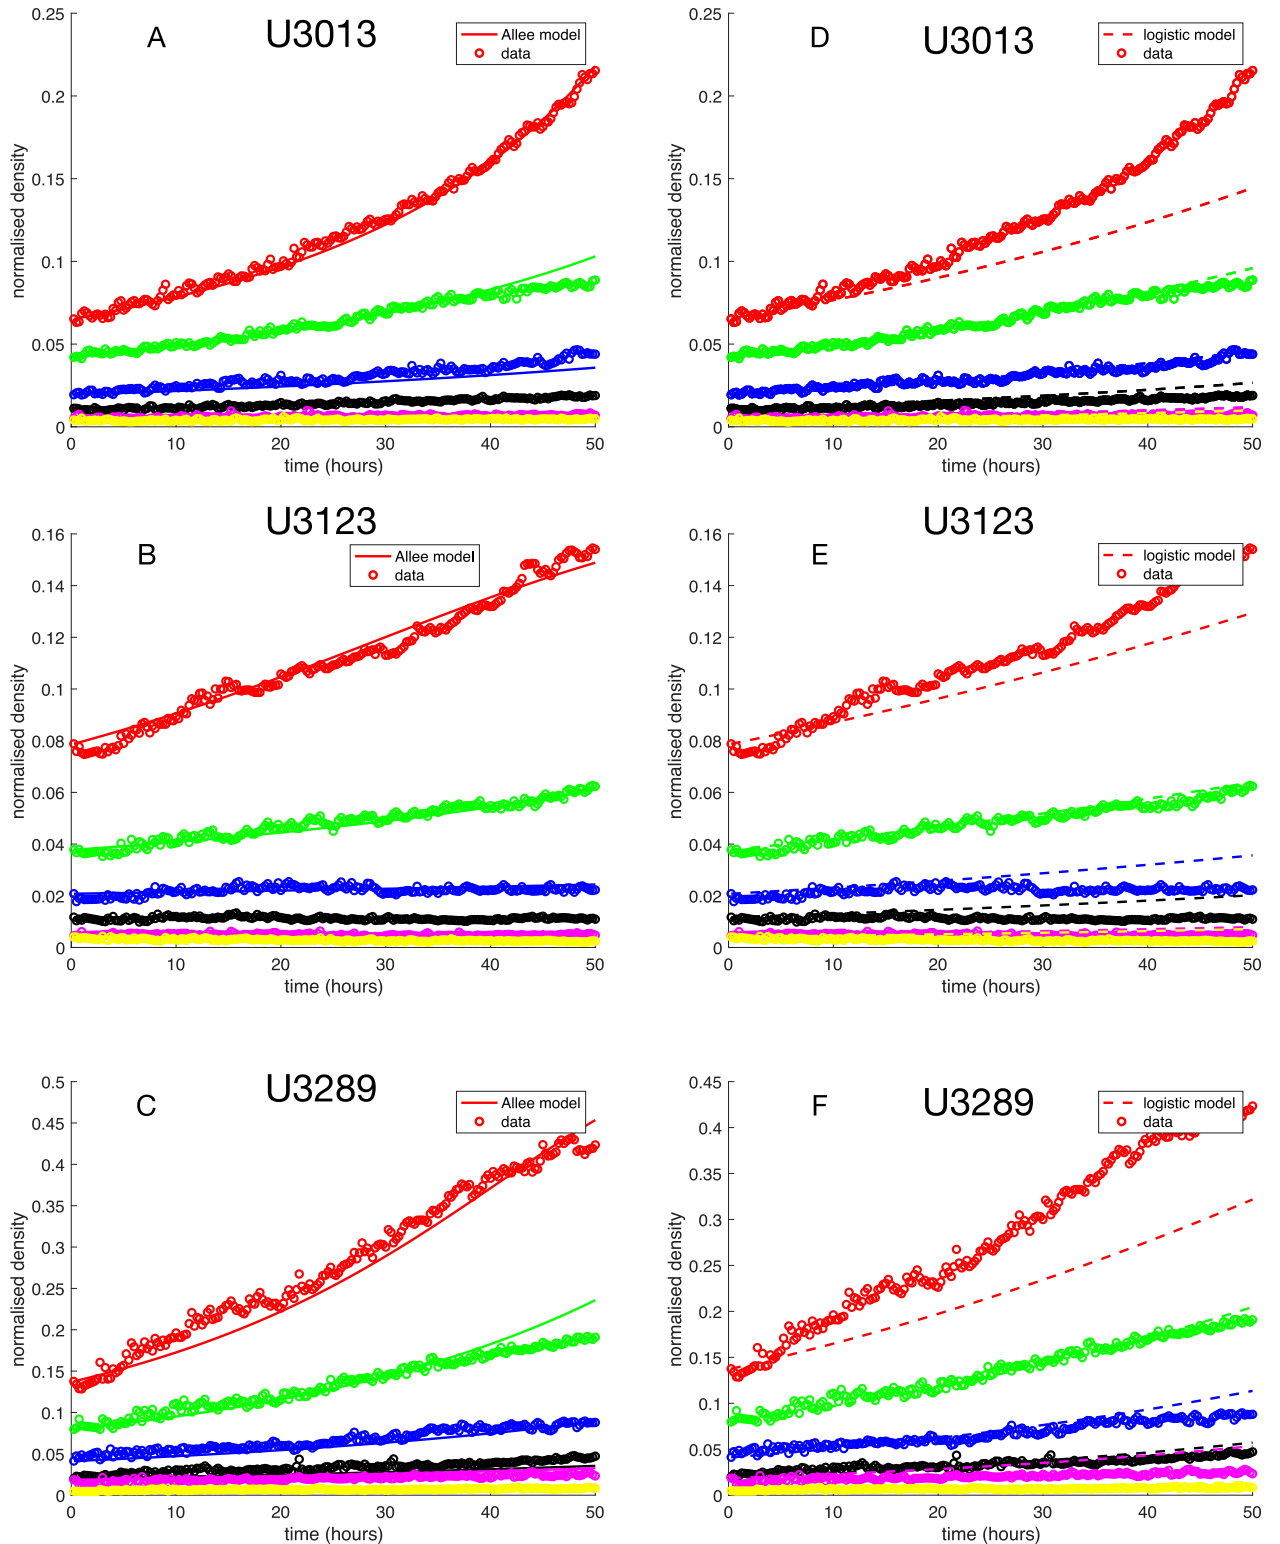 A
U3013
Allee model
data
normalised density
0.25
0.2
0.15
0.1
0.05
0
0 10 20 30 40 50
time (hours)
D
U3013
logistic model
data
normalised density
0.25
0.2
0.15
0.1
0.05
0
0 10 20 30 40 50
time (hours)
B
U3123
Allee model
data
normalised density
0.16
0.14
0.12
0.1
0.08
0.06
0.04
0.02
0
0 10 20 30 40 50
time (hours)
E
U3123
logistic model
data
normalised density
0.16
0.14
0.12
0.1
0.08
0.06
0.04
0.02
0
0 10 20 30 40 50
time (hours)
C
U3289
Allee model
data
normalised density
0.5
0.45
0.4
0.35
0.3
0.25
0.2
0.15
0.1
0.05
0
0 10 20 30 40 50
time (hours)
F
U3289
logistic model
data
normalised density
0.45
0.4
0.35
0.3
0.25
0.2
0.15
0.1
0.05
0
0 10 20 30 40 50
time (hours)